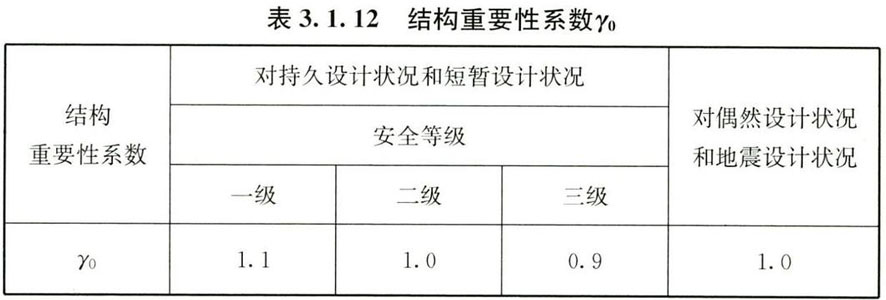 表 3.1.12 结构重要性系数γ₀
结构
重要性系数
对持久设计状况和短暂设计状况
安全等级
一级 二级 三级
对偶然设计状况
和地震设计状况
γ₀ 1.1 1.0 0.9 1.0